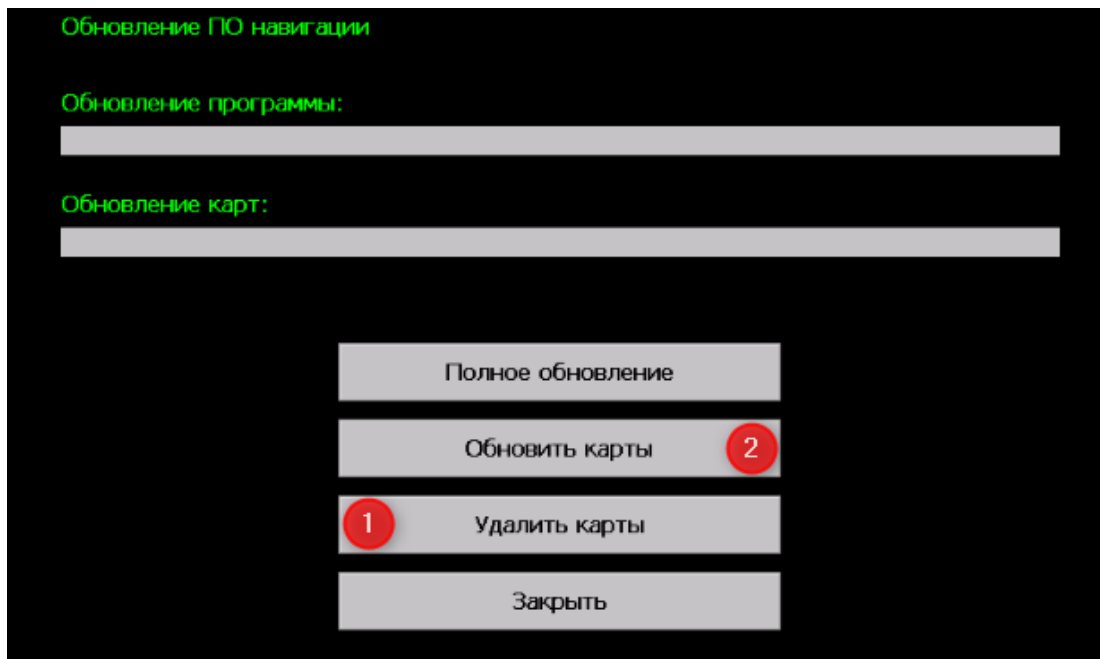 Обновление ПО навигации
Обновление программы:
Обновление карт:
Полное обновление
Обновить карты 2
1 Удалить карты
Закрыть